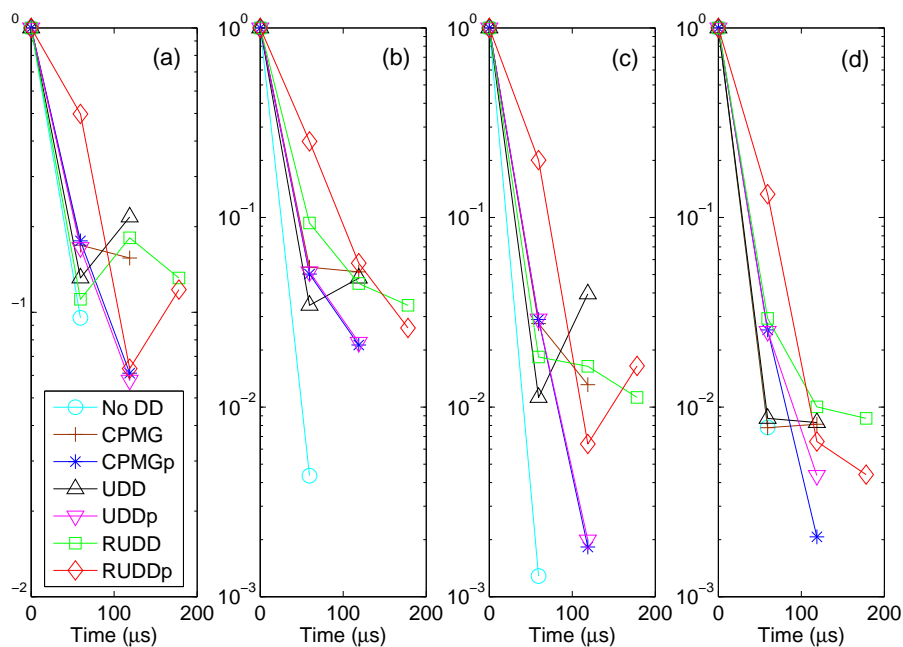 (a)
0
−1
−2
0 100 200
Time (μs)
No DD
CPMG
CPMGp
UDD
UDDp
RUDD
RUDDp
(b)
10^0
10^−1
10^−2
10^−3
0 100 200
Time (μs)
(c)
10^0
10^−1
10^−2
10^−3
0 100 200
Time (μs)
(d)
10^0
10^−1
10^−2
10^−3
0 100 200
Time (μs)